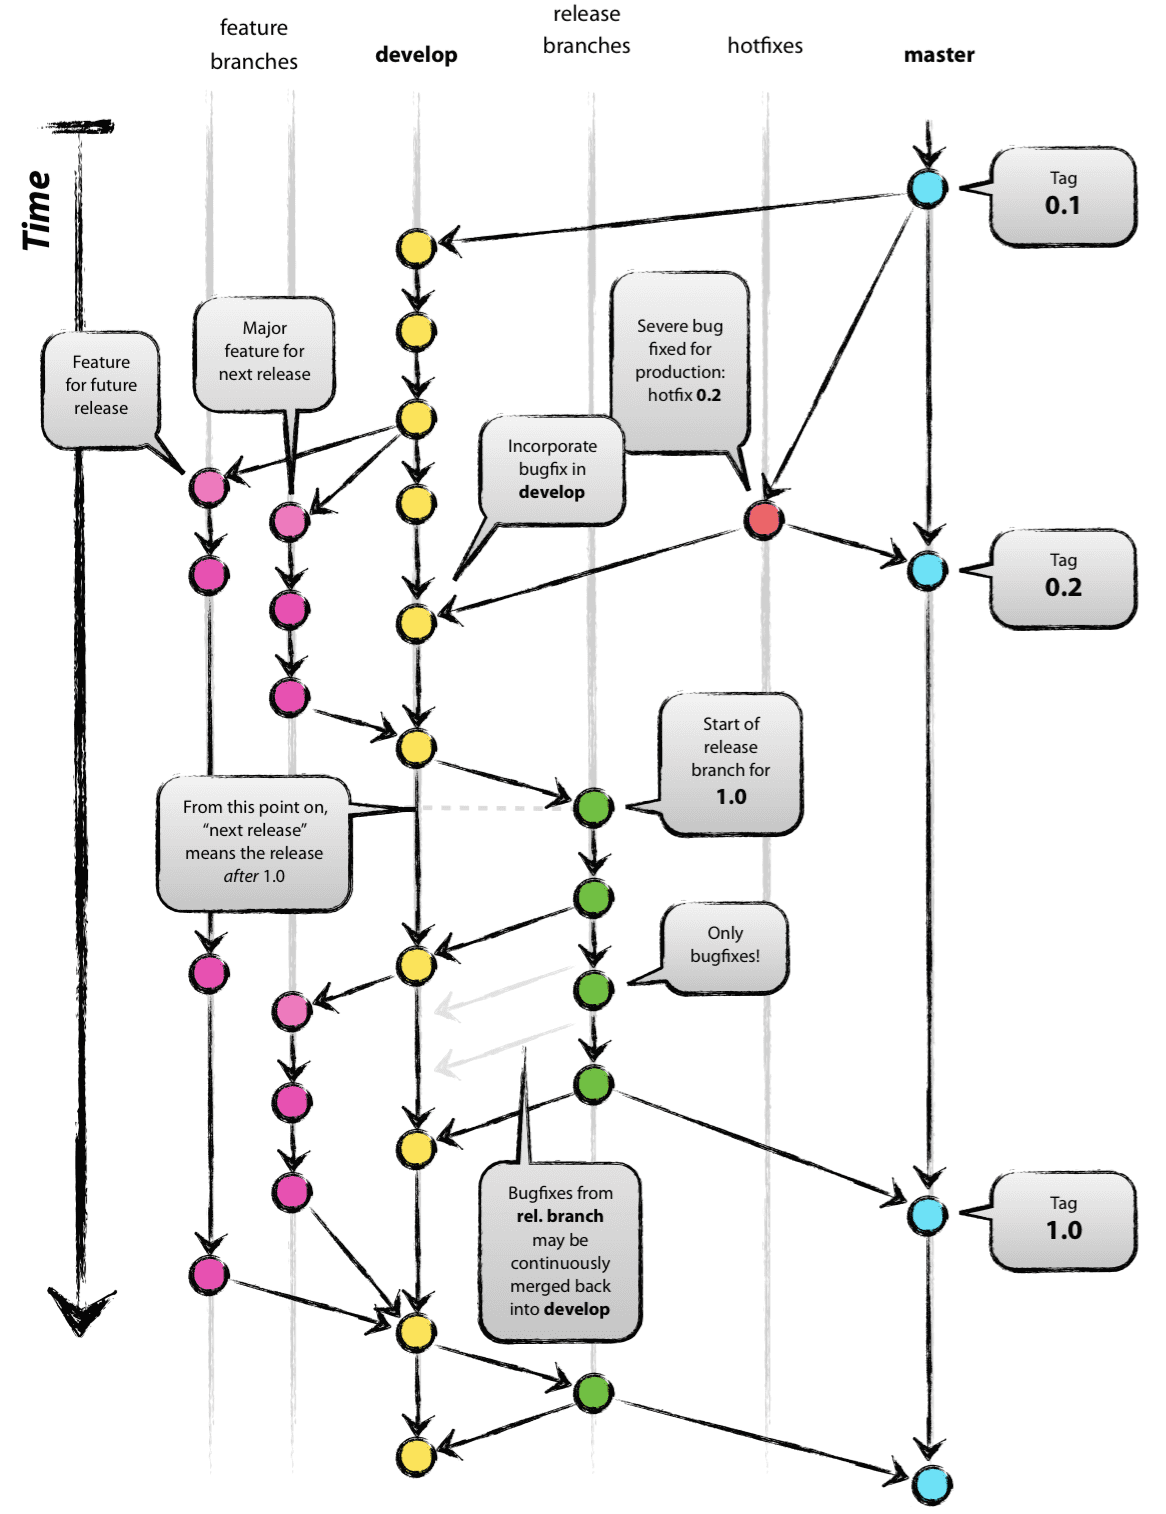 feature
branches
develop
release
branches
hotfixes
master
Time
Tag
0.1
Severe bug
fixed for
production:
hotfix 0.2
Major
feature for
next release
Feature
for future
release
Incorporate
bugfix in
develop
Tag
0.2
Start of
release
branch for
1.0
From this point on,
“next release”
means the release
after 1.0
Only
bugfixes!
Bugfixes from
rel. branch
may be
continuously
merged back
into develop
Tag
1.0